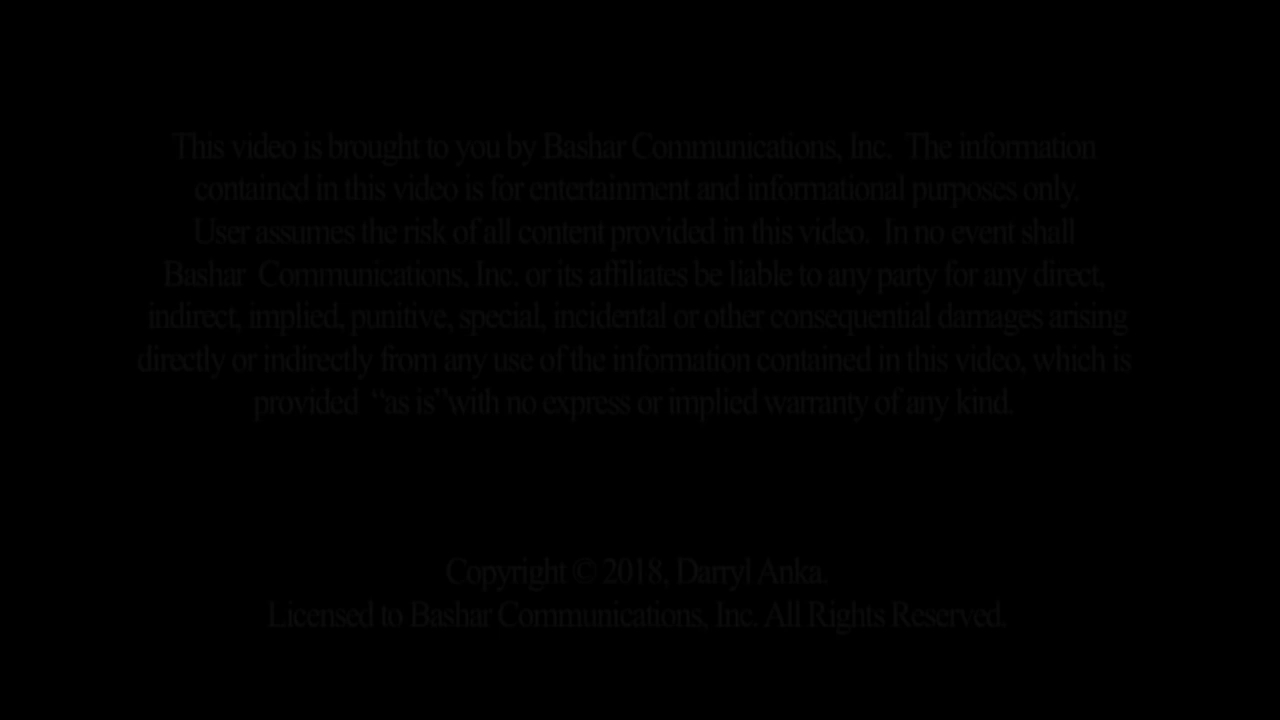 This video is brought to you by Bashar Communications, Inc.  The information
contained in this video is for entertainment and informational purposes only.
User assumes the risk of all content provided in this video.  In no event shall
Bashar  Communications, Inc. or its affiliates be liable to any party for any direct,
indirect, implied, punitive, special, incidental or other consequential damages arising
directly or indirectly from any use of the information contained in this video, which is
provided  “as is”with no express or implied warranty of any kind.
Copyright © 2018, Darryl Anka.
Licensed to Bashar Communications, Inc. All Rights Reserved.